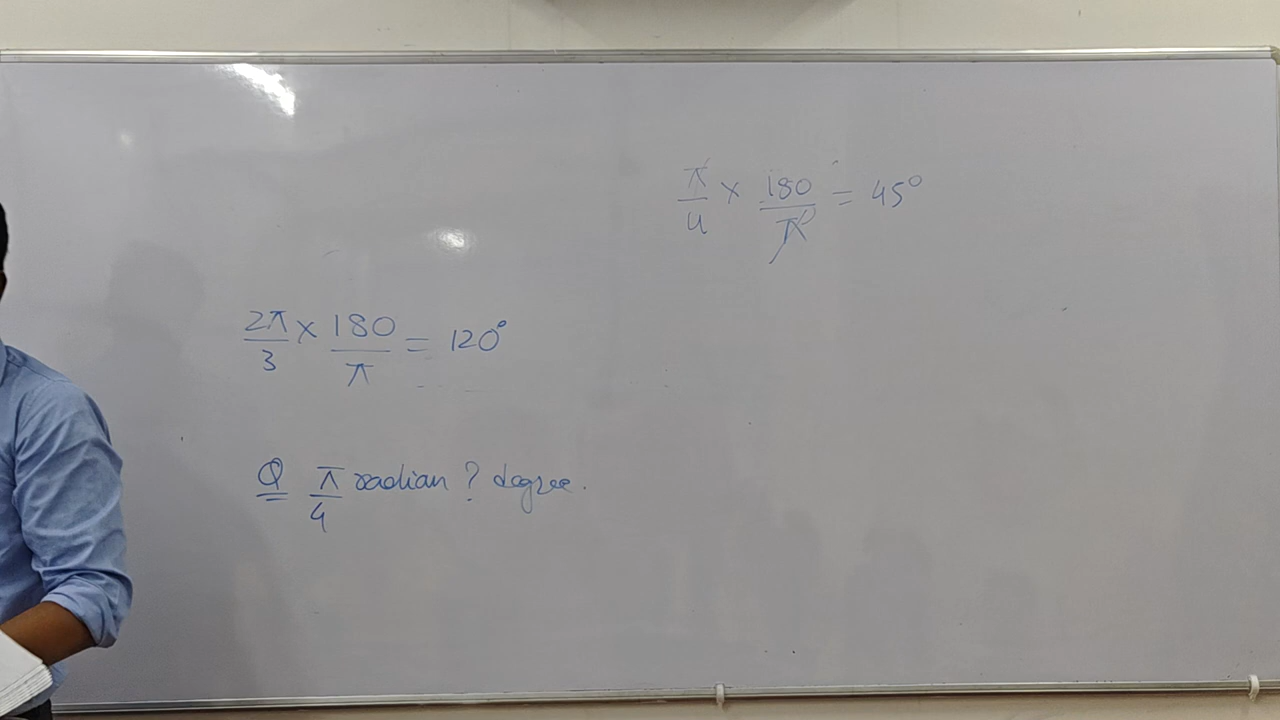 π/4 × 180/π = 45°
2π/3 × 180/π = 120°
Q π/4 radian ? degree.